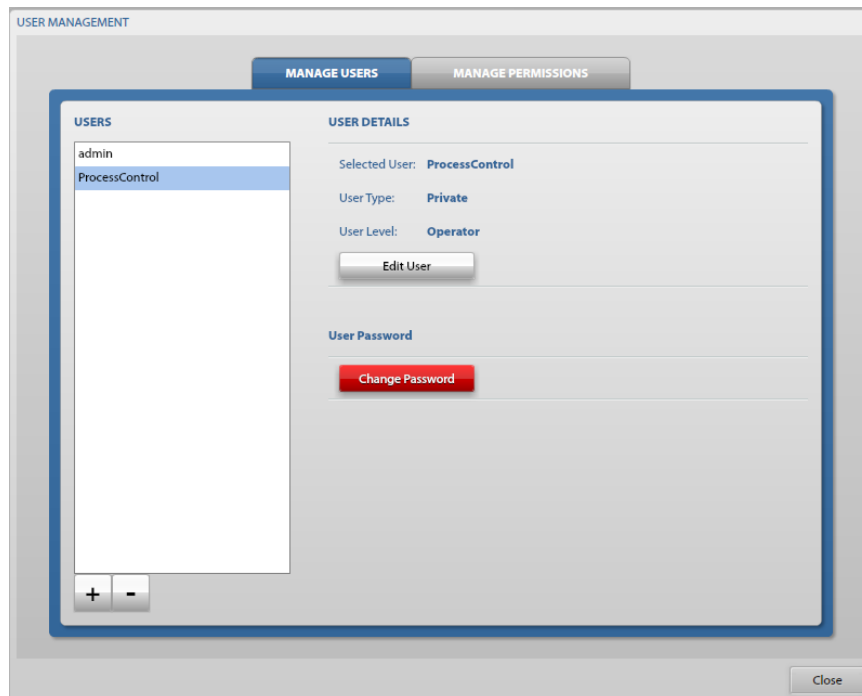 USER MANAGEMENT
MANAGE USERS
MANAGE PERMISSIONS
USERS
admin
ProcessControl
+
-
USER DETAILS
Selected User: ProcessControl
User Type: Private
User Level: Operator
Edit User
User Password
Change Password
Close